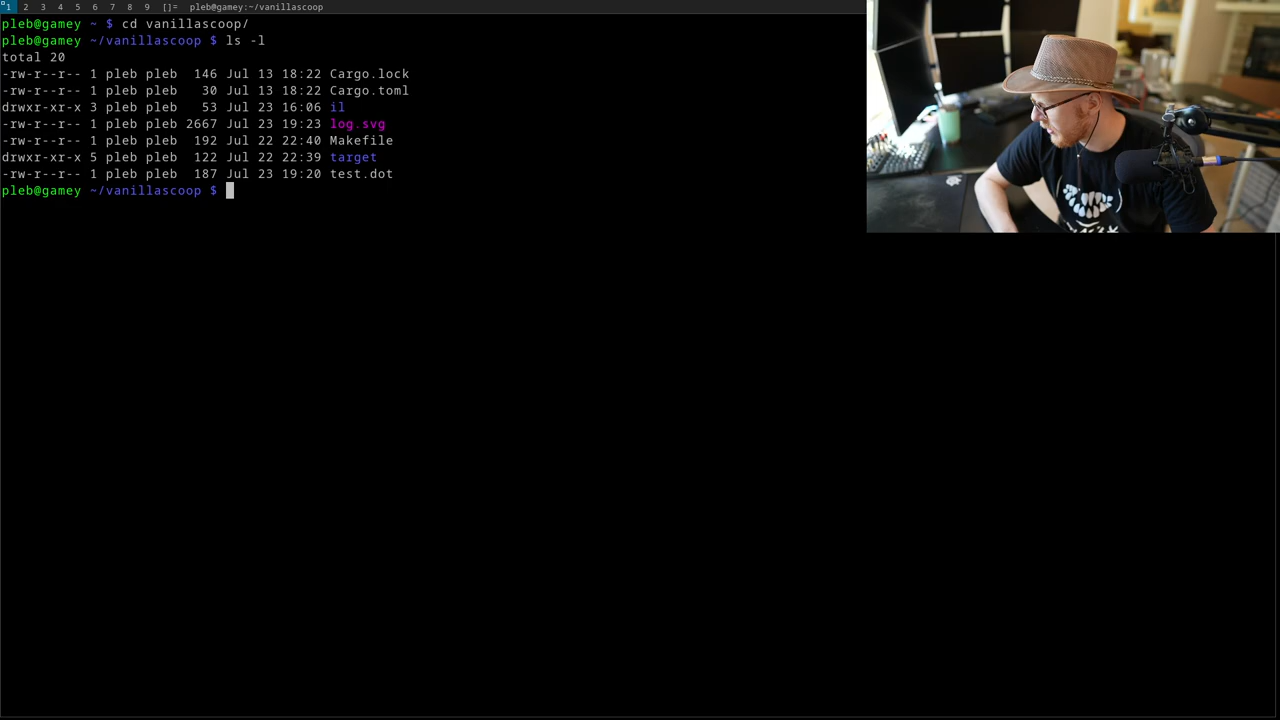 1 2 3 4 5 6 7 8 9 []= pleb@gamey:~/vanillascoop
pleb@gamey ~ $ cd vanillascoop/
pleb@gamey ~/vanillascoop $ ls -l
total 20
-rw-r--r-- 1 pleb pleb 146 Jul 13 18:22 Cargo.lock
-rw-r--r-- 1 pleb pleb 30 Jul 13 18:22 Cargo.toml
drwxr-xr-x 3 pleb pleb 53 Jul 23 16:06 il
-rw-r--r-- 1 pleb pleb 2667 Jul 23 19:23 log.svg
-rw-r--r-- 1 pleb pleb 192 Jul 22 22:40 Makefile
drwxr-xr-x 5 pleb pleb 122 Jul 22 22:39 target
-rw-r--r-- 1 pleb pleb 187 Jul 23 19:20 test.dot
pleb@gamey ~/vanillascoop $